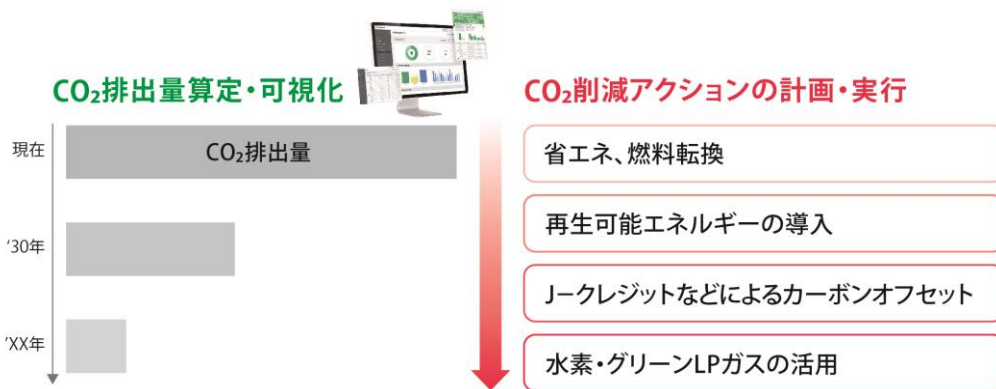 CO₂排出量算定・可視化
現在
CO₂排出量
'30年
'XX年
CO₂削減アクションの計画・実行
省エネ、燃料転換
再生可能エネルギーの導入
J−クレジットなどによるカーボンオフセット
水素・グリーンLPガスの活用